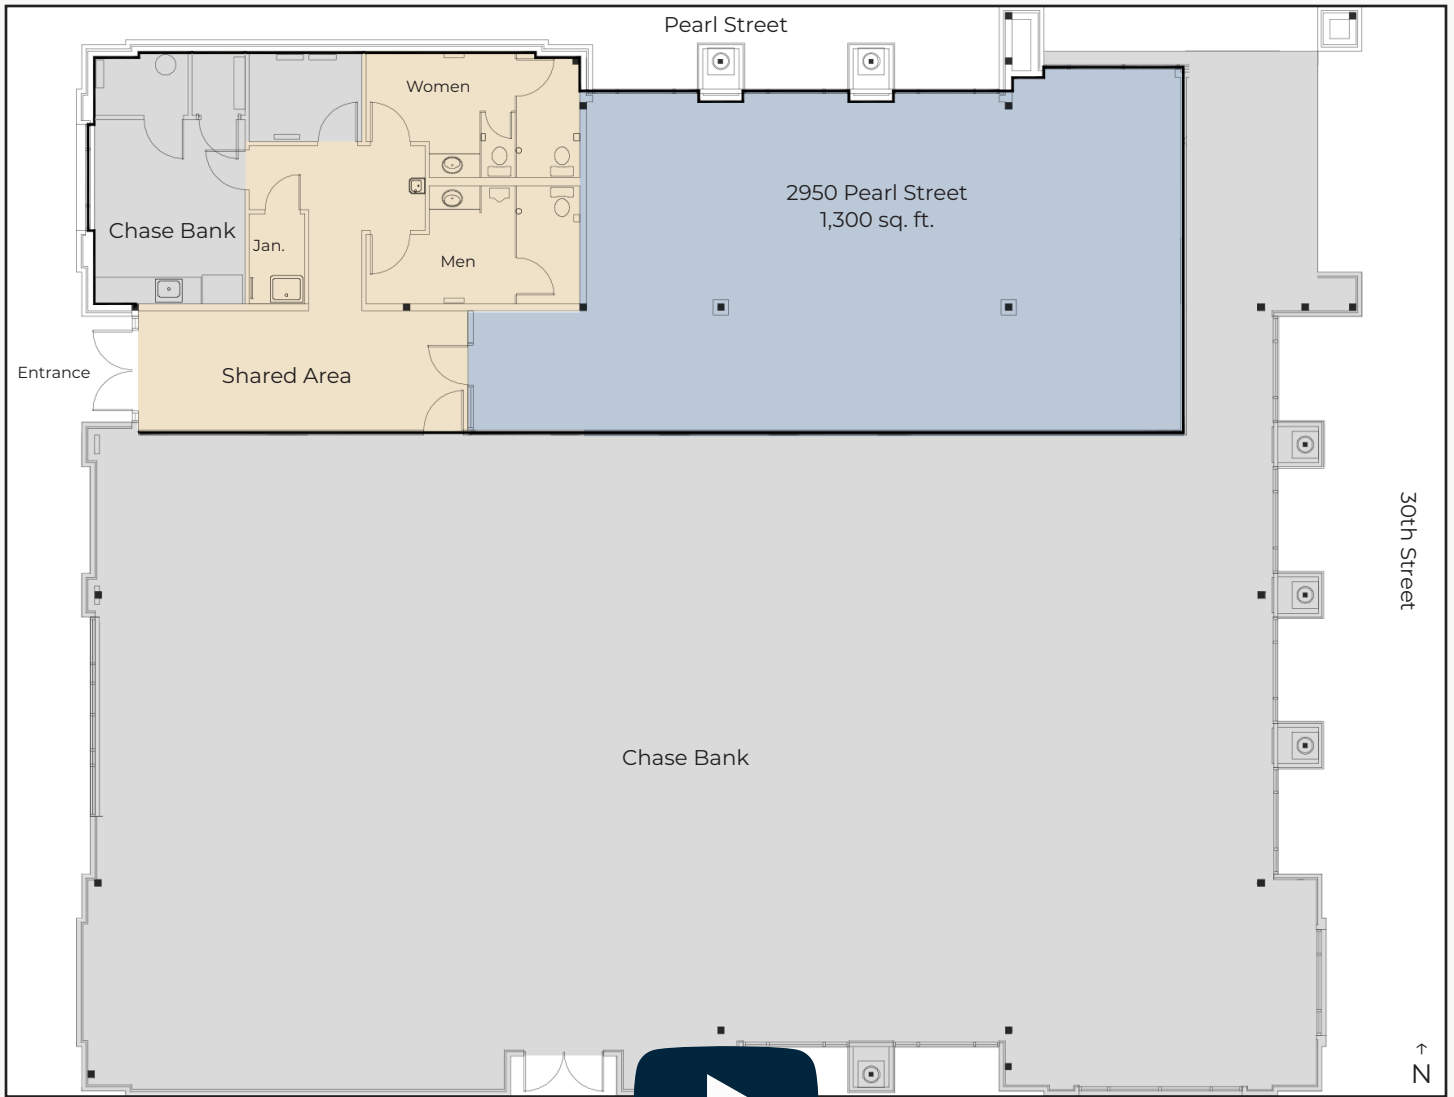 Pearl Street
Women
2950 Pearl Street
1,300 sq. ft.
Chase Bank
Jan.
Men
Entrance
Shared Area
30th Street
Chase Bank
↑
N